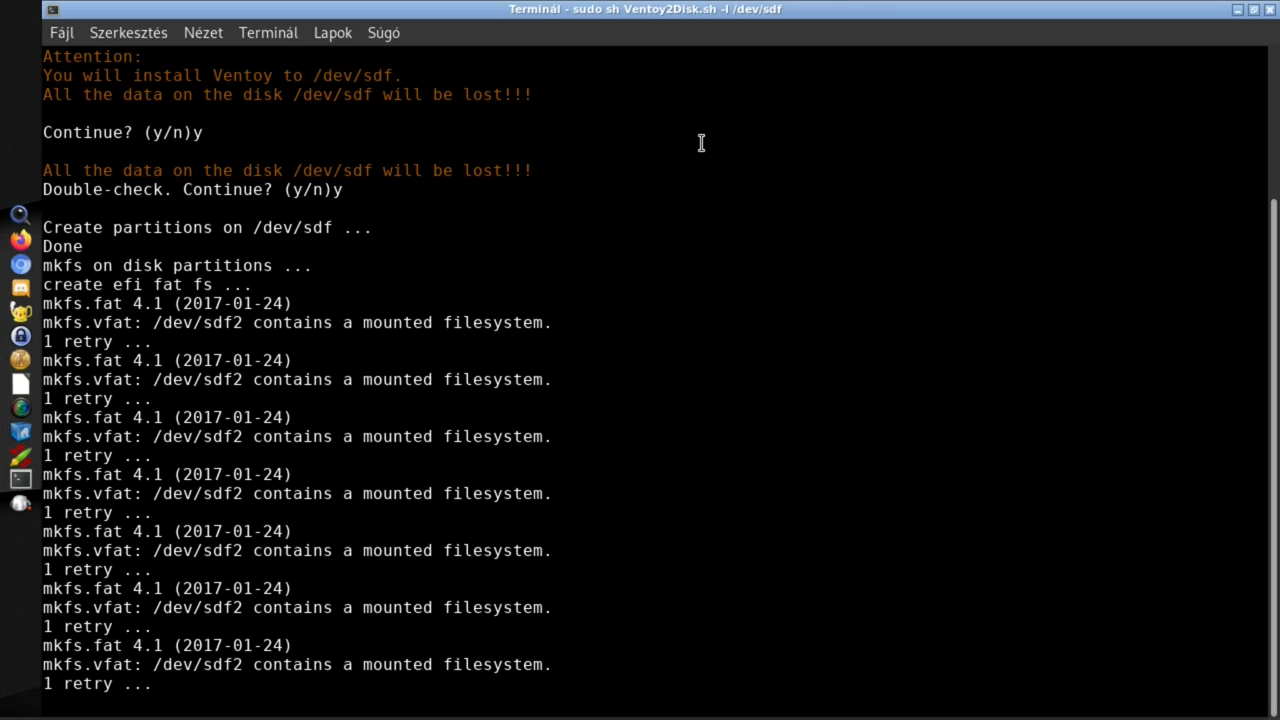 Terminál - sudo sh Ventoy2Disk.sh -I /dev/sdf
Fájl Szerkesztés Nézet Terminál Lapok Súgó
Attention:
You will install Ventoy to /dev/sdf.
All the data on the disk /dev/sdf will be lost!!!
Continue? (y/n)y
All the data on the disk /dev/sdf will be lost!!!
Double-check. Continue? (y/n)y
Create partitions on /dev/sdf ...
Done
mkfs on disk partitions ...
create efi fat fs ...
mkfs.fat 4.1 (2017-01-24)
mkfs.vfat: /dev/sdf2 contains a mounted filesystem.
1 retry ...
mkfs.fat 4.1 (2017-01-24)
mkfs.vfat: /dev/sdf2 contains a mounted filesystem.
1 retry ...
mkfs.fat 4.1 (2017-01-24)
mkfs.vfat: /dev/sdf2 contains a mounted filesystem.
1 retry ...
mkfs.fat 4.1 (2017-01-24)
mkfs.vfat: /dev/sdf2 contains a mounted filesystem.
1 retry ...
mkfs.fat 4.1 (2017-01-24)
mkfs.vfat: /dev/sdf2 contains a mounted filesystem.
1 retry ...
mkfs.fat 4.1 (2017-01-24)
mkfs.vfat: /dev/sdf2 contains a mounted filesystem.
1 retry ...
mkfs.fat 4.1 (2017-01-24)
mkfs.vfat: /dev/sdf2 contains a mounted filesystem.
1 retry ...